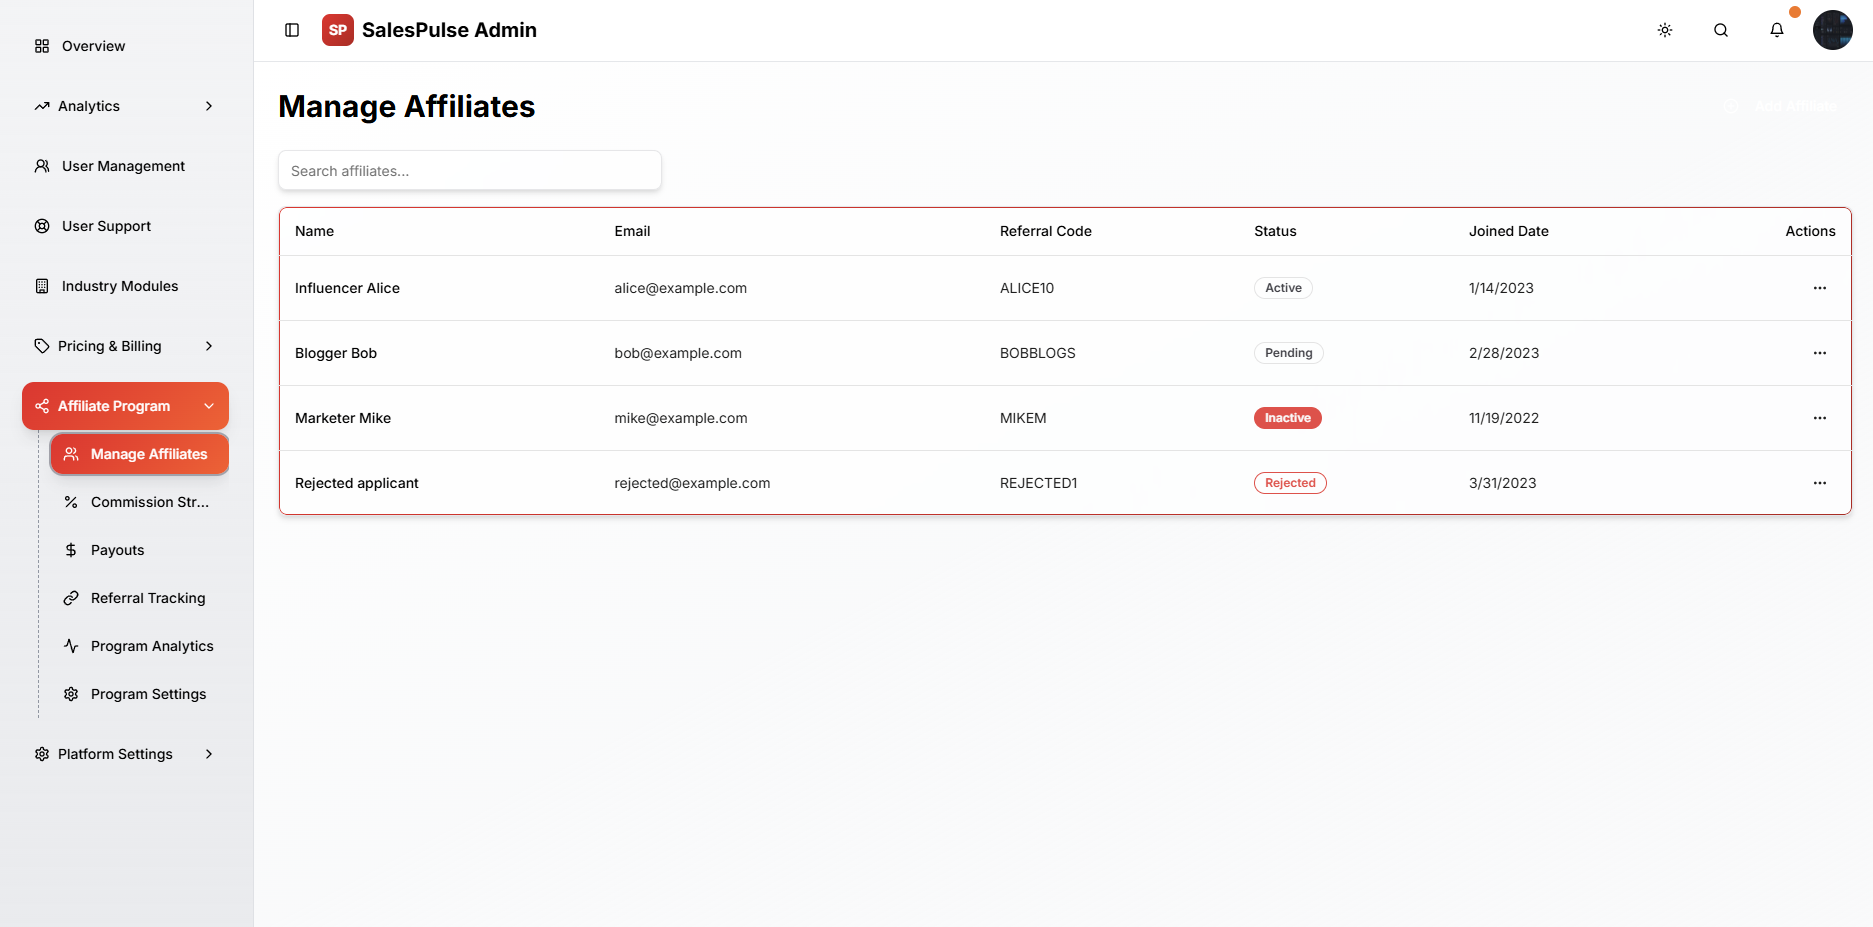 Overview
Analytics
User Management
User Support
Industry Modules
Pricing & Billing
Affiliate Program
Manage Affiliates
Commission Str...
Payouts
Referral Tracking
Program Analytics
Program Settings
Platform Settings
SP SalesPulse Admin
Manage Affiliates
Add Affiliate
Search affiliates...
Name Email Referral Code Status Joined Date Actions
Influencer Alice alice@example.com ALICE10 Active 1/14/2023
Blogger Bob bob@example.com BOBBLOGS Pending 2/28/2023
Marketer Mike mike@example.com MIKEM Inactive 11/19/2022
Rejected applicant rejected@example.com REJECTED1 Rejected 3/31/2023